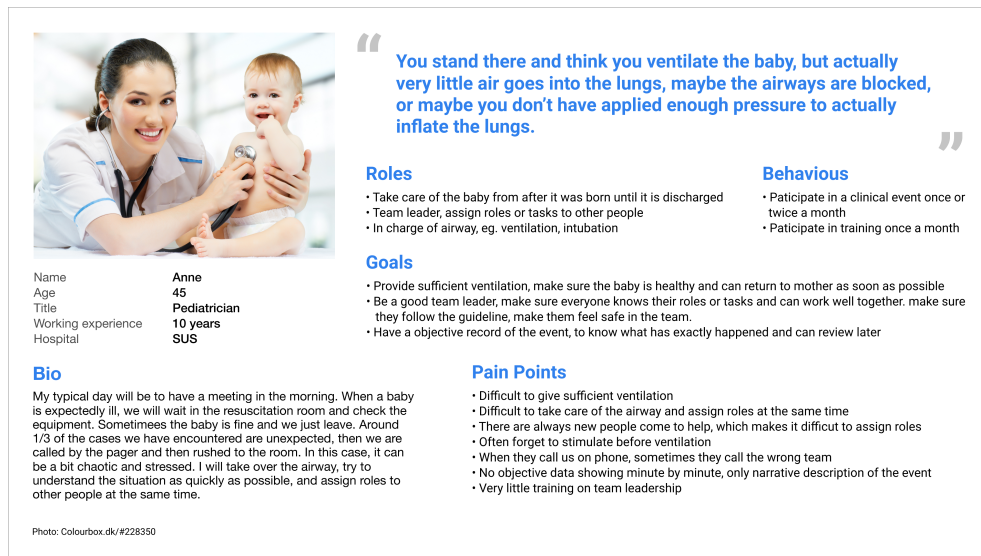 “
You stand there and think you ventilate the baby, but actually
very little air goes into the lungs, maybe the airways are blocked,
or maybe you don’t have applied enough pressure to actually
inflate the lungs.
”
Name Anne
Age 45
Title Pediatrician
Working experience 10 years
Hospital SUS
Roles
• Take care of the baby from after it was born until it is discharged
• Team leader, assign roles or tasks to other people
• In charge of airway, eg. ventilation, intubation
Behavious
• Paticipate in a clinical event once or
twice a month
• Paticipate in training once a month
Goals
• Provide sufficient ventilation, make sure the baby is healthy and can return to mother as soon as possible
• Be a good team leader, make sure everyone knows their roles or tasks and can work well together. make sure
they follow the guideline, make them feel safe in the team.
• Have a objective record of the event, to know what has exactly happened and can review later
Bio
My typical day will be to have a meeting in the morning. When a baby
is expectedly ill, we will wait in the resuscitation room and check the
equipment. Sometimees the baby is fine and we just leave. Around
1/3 of the cases we have encountered are unexpected, then we are
called by the pager and then rushed to the room. In this case, it can
be a bit chaotic and stressed. I will take over the airway, try to
understand the situation as quickly as possible, and assign roles to
other people at the same time.
Pain Points
• Difficult to give sufficient ventilation
• Difficult to take care of the airway and assign roles at the same time
• There are always new people come to help, which makes it difficut to assign roles
• Often forget to stimulate before ventilation
• When they call us on phone, sometimes they call the wrong team
• No objective data showing minute by minute, only narrative description of the event
• Very little training on team leadership
Photo: Colourbox.dk/#228350